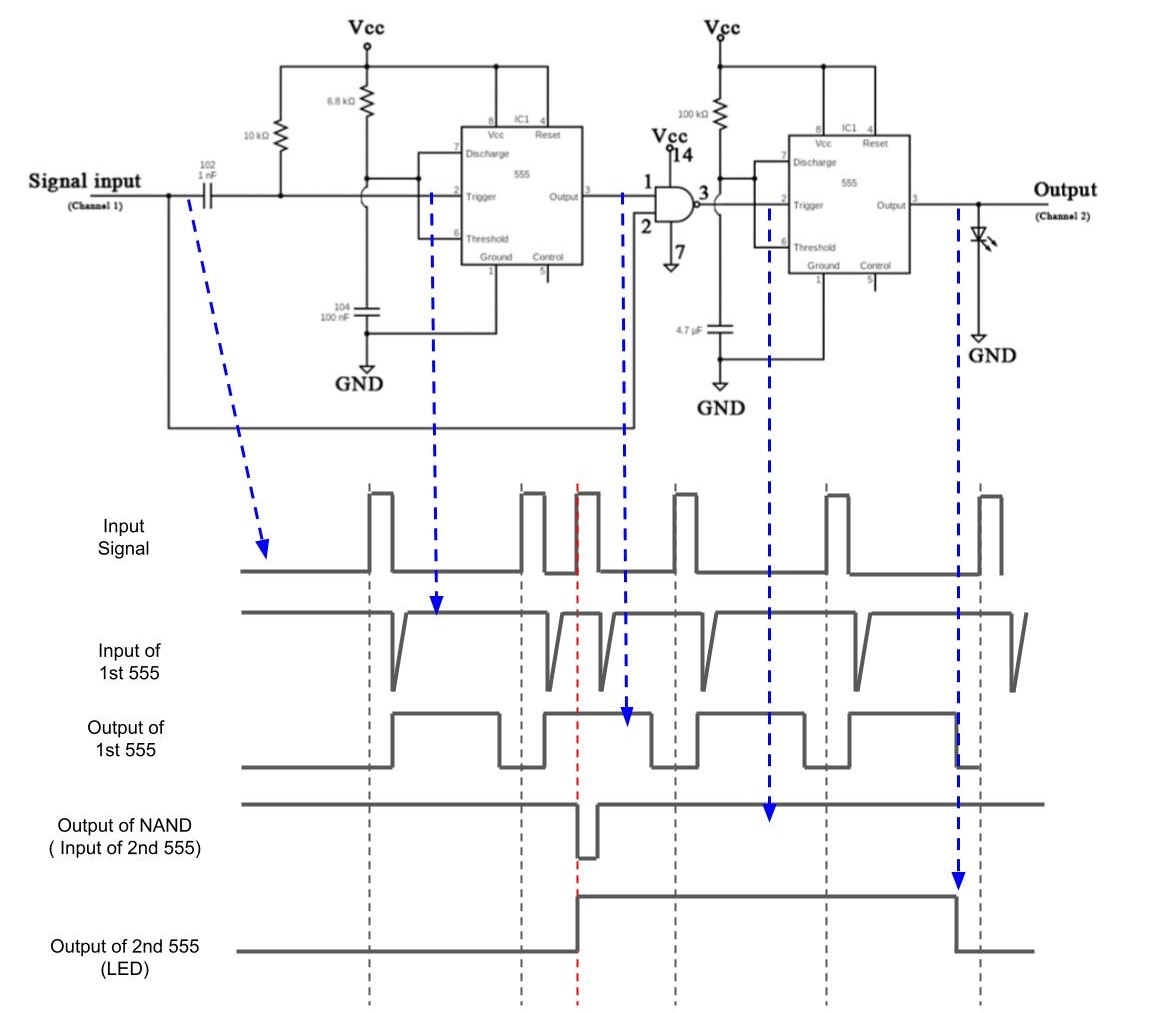 Vcc
Vcc
6.8 kΩ
10 kΩ
102
1 nF
Signal input
(Channel 1)
8
IC1
4
Vcc
Reset
7
Discharge
555
2
Trigger
Output
3
6
Threshold
Ground
Control
1
5
104
100 nF
GND
100 kΩ
Vcc
14
1
2
3
7
8
IC1
4
Vcc
Reset
7
Discharge
555
2
Trigger
Output
3
6
Threshold
Ground
Control
1
5
4.7 µF
GND
Output
(Channel 2)
GND
Input
Signal
Input of
1st 555
Output of
1st 555
Output of NAND
( Input of 2nd 555)
Output of 2nd 555
(LED)